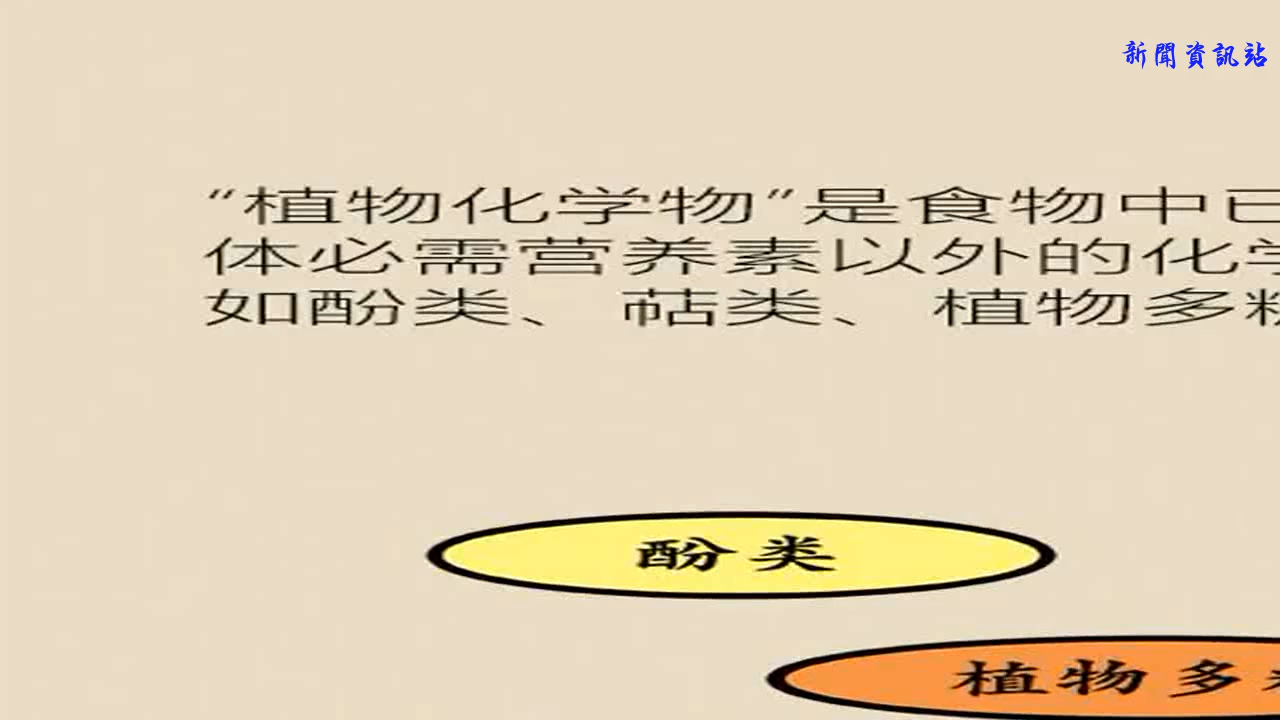 新聞資訊站
“植物化学物”是食物中已
体必需营养素以外的化学
如酚类、萜类、植物多
酚类
植物多